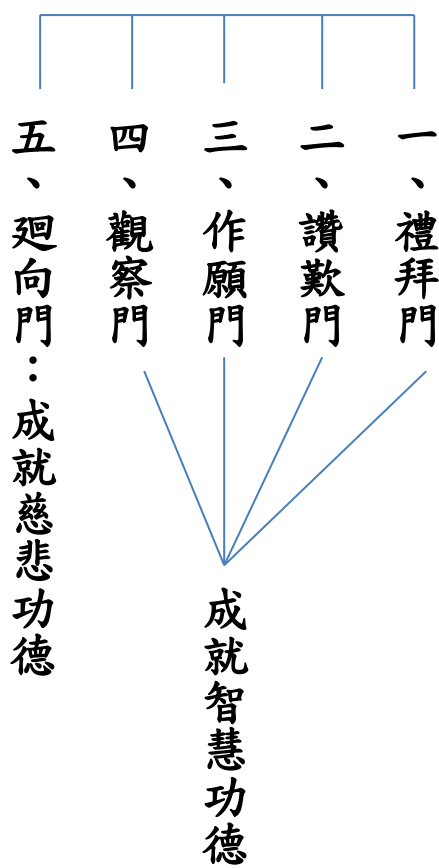 一、禮拜門
二、讚歎門
三、作願門
四、觀察門
五、廻向門：成就慈悲功德
成就智慧功德